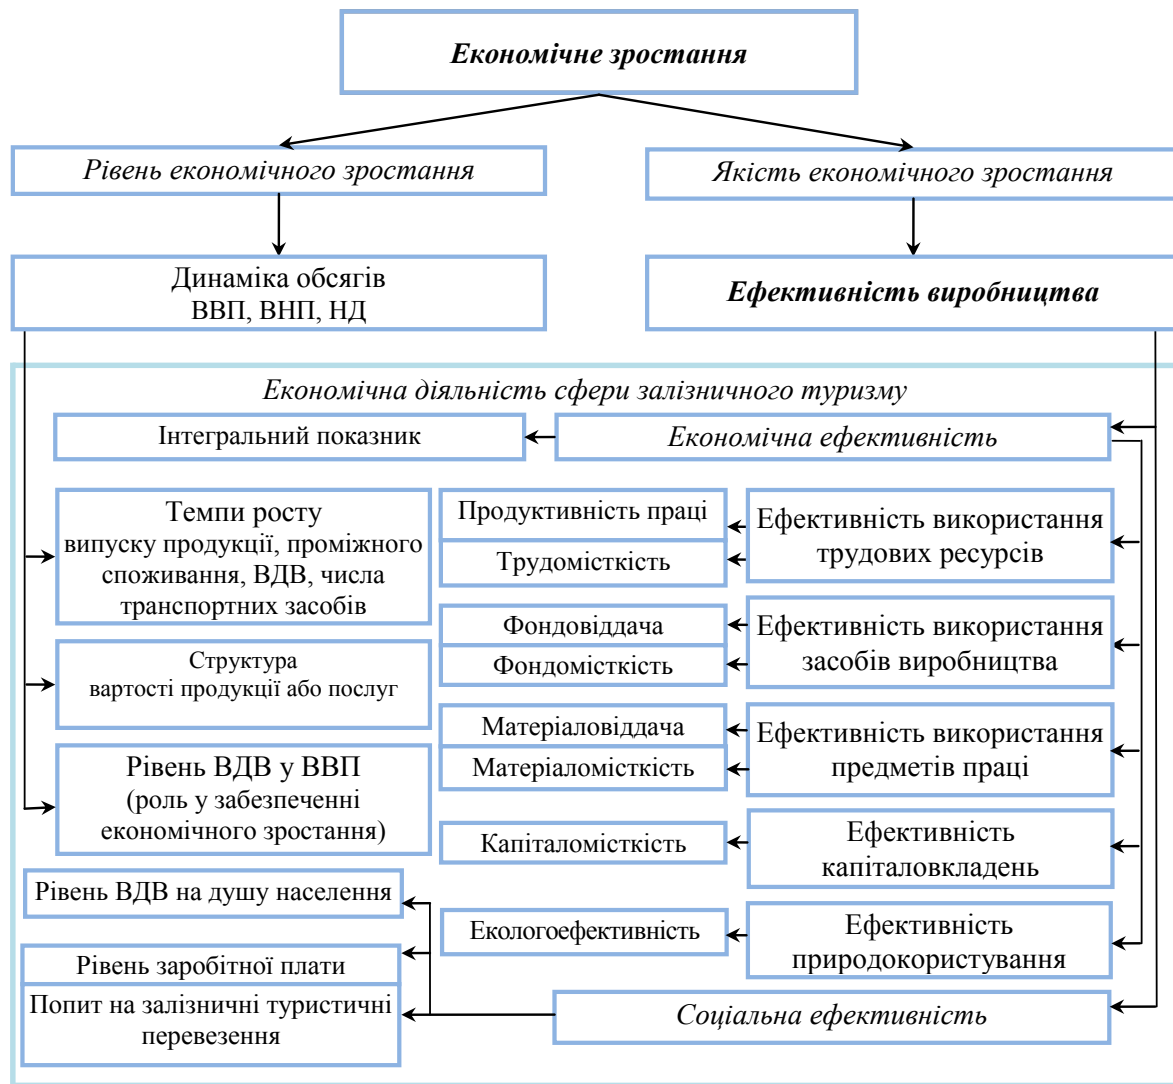 Економічне зростання
Рівень економічного зростання
Якість економічного зростання
Динаміка обсягів
ВВП, ВНП, НД
Ефективність виробництва
Економічна діяльність сфери залізничного туризму
Інтегральний показник
Економічна ефективність
Темпи росту
випуску продукції, проміжного
споживання, ВДВ, числа
транспортних засобів
Структура
вартості продукції або послуг
Рівень ВДВ у ВВП
(роль у забезпеченні
економічного зростання)
Продуктивність праці
Трудомісткість
Ефективність використання
трудових ресурсів
Фондовіддача
Фондомісткість
Ефективність використання
засобів виробництва
Матеріаловіддача
Матеріаломісткість
Ефективність використання
предметів праці
Капіталомісткість
Ефективність
капіталовкладень
Екологоефективність
Ефективність
природокористування
Рівень ВДВ на душу населення
Рівень заробітної плати
Попит на залізничні туристичні
перевезення
Соціальна ефективність